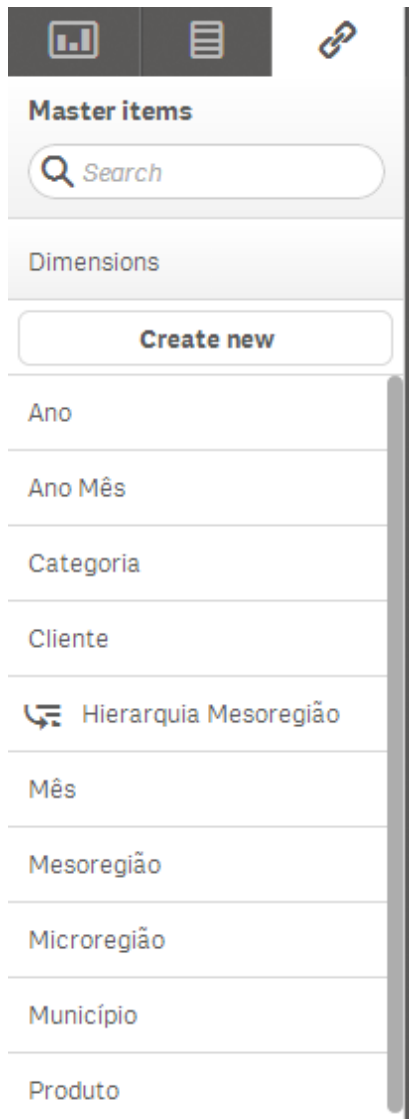 Master items
Search
Dimensions
Create new
Ano
Ano Mês
Categoria
Cliente
Hierarquia Mesoregião
Mês
Mesoregião
Microregião
Município
Produto